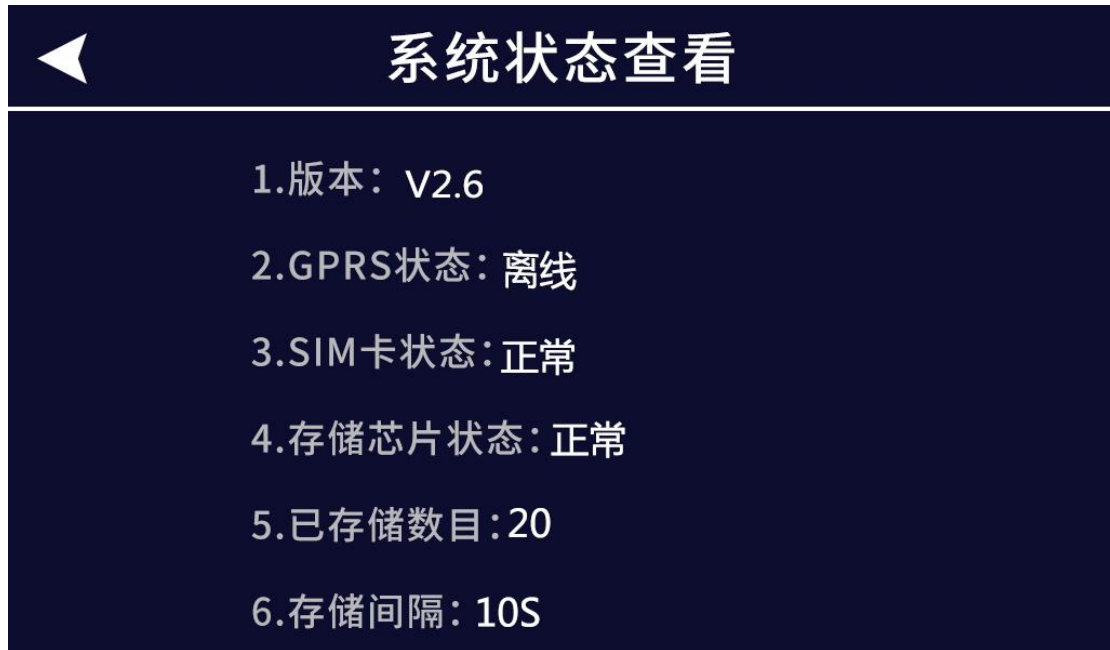 系统状态查看
1.版本： V2.6
2.GPRS状态：离线
3.SIM卡状态：正常
4.存储芯片状态：正常
5.已存储数目：20
6.存储间隔：10S